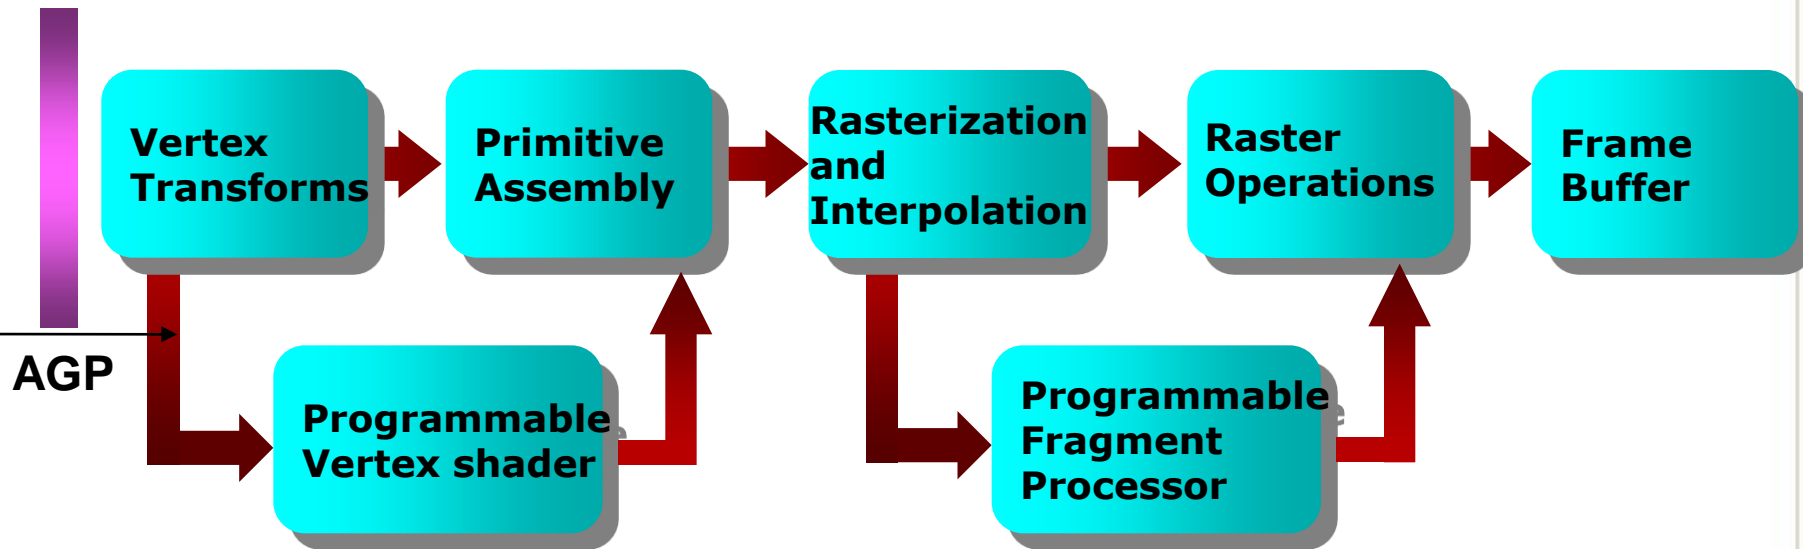 Vertex
Transforms
Primitive
Assembly
Rasterization
and
Interpolation
Raster
Operations
Frame
Buffer
AGP
Programmable
Vertex shader
Programmable
Fragment
Processor